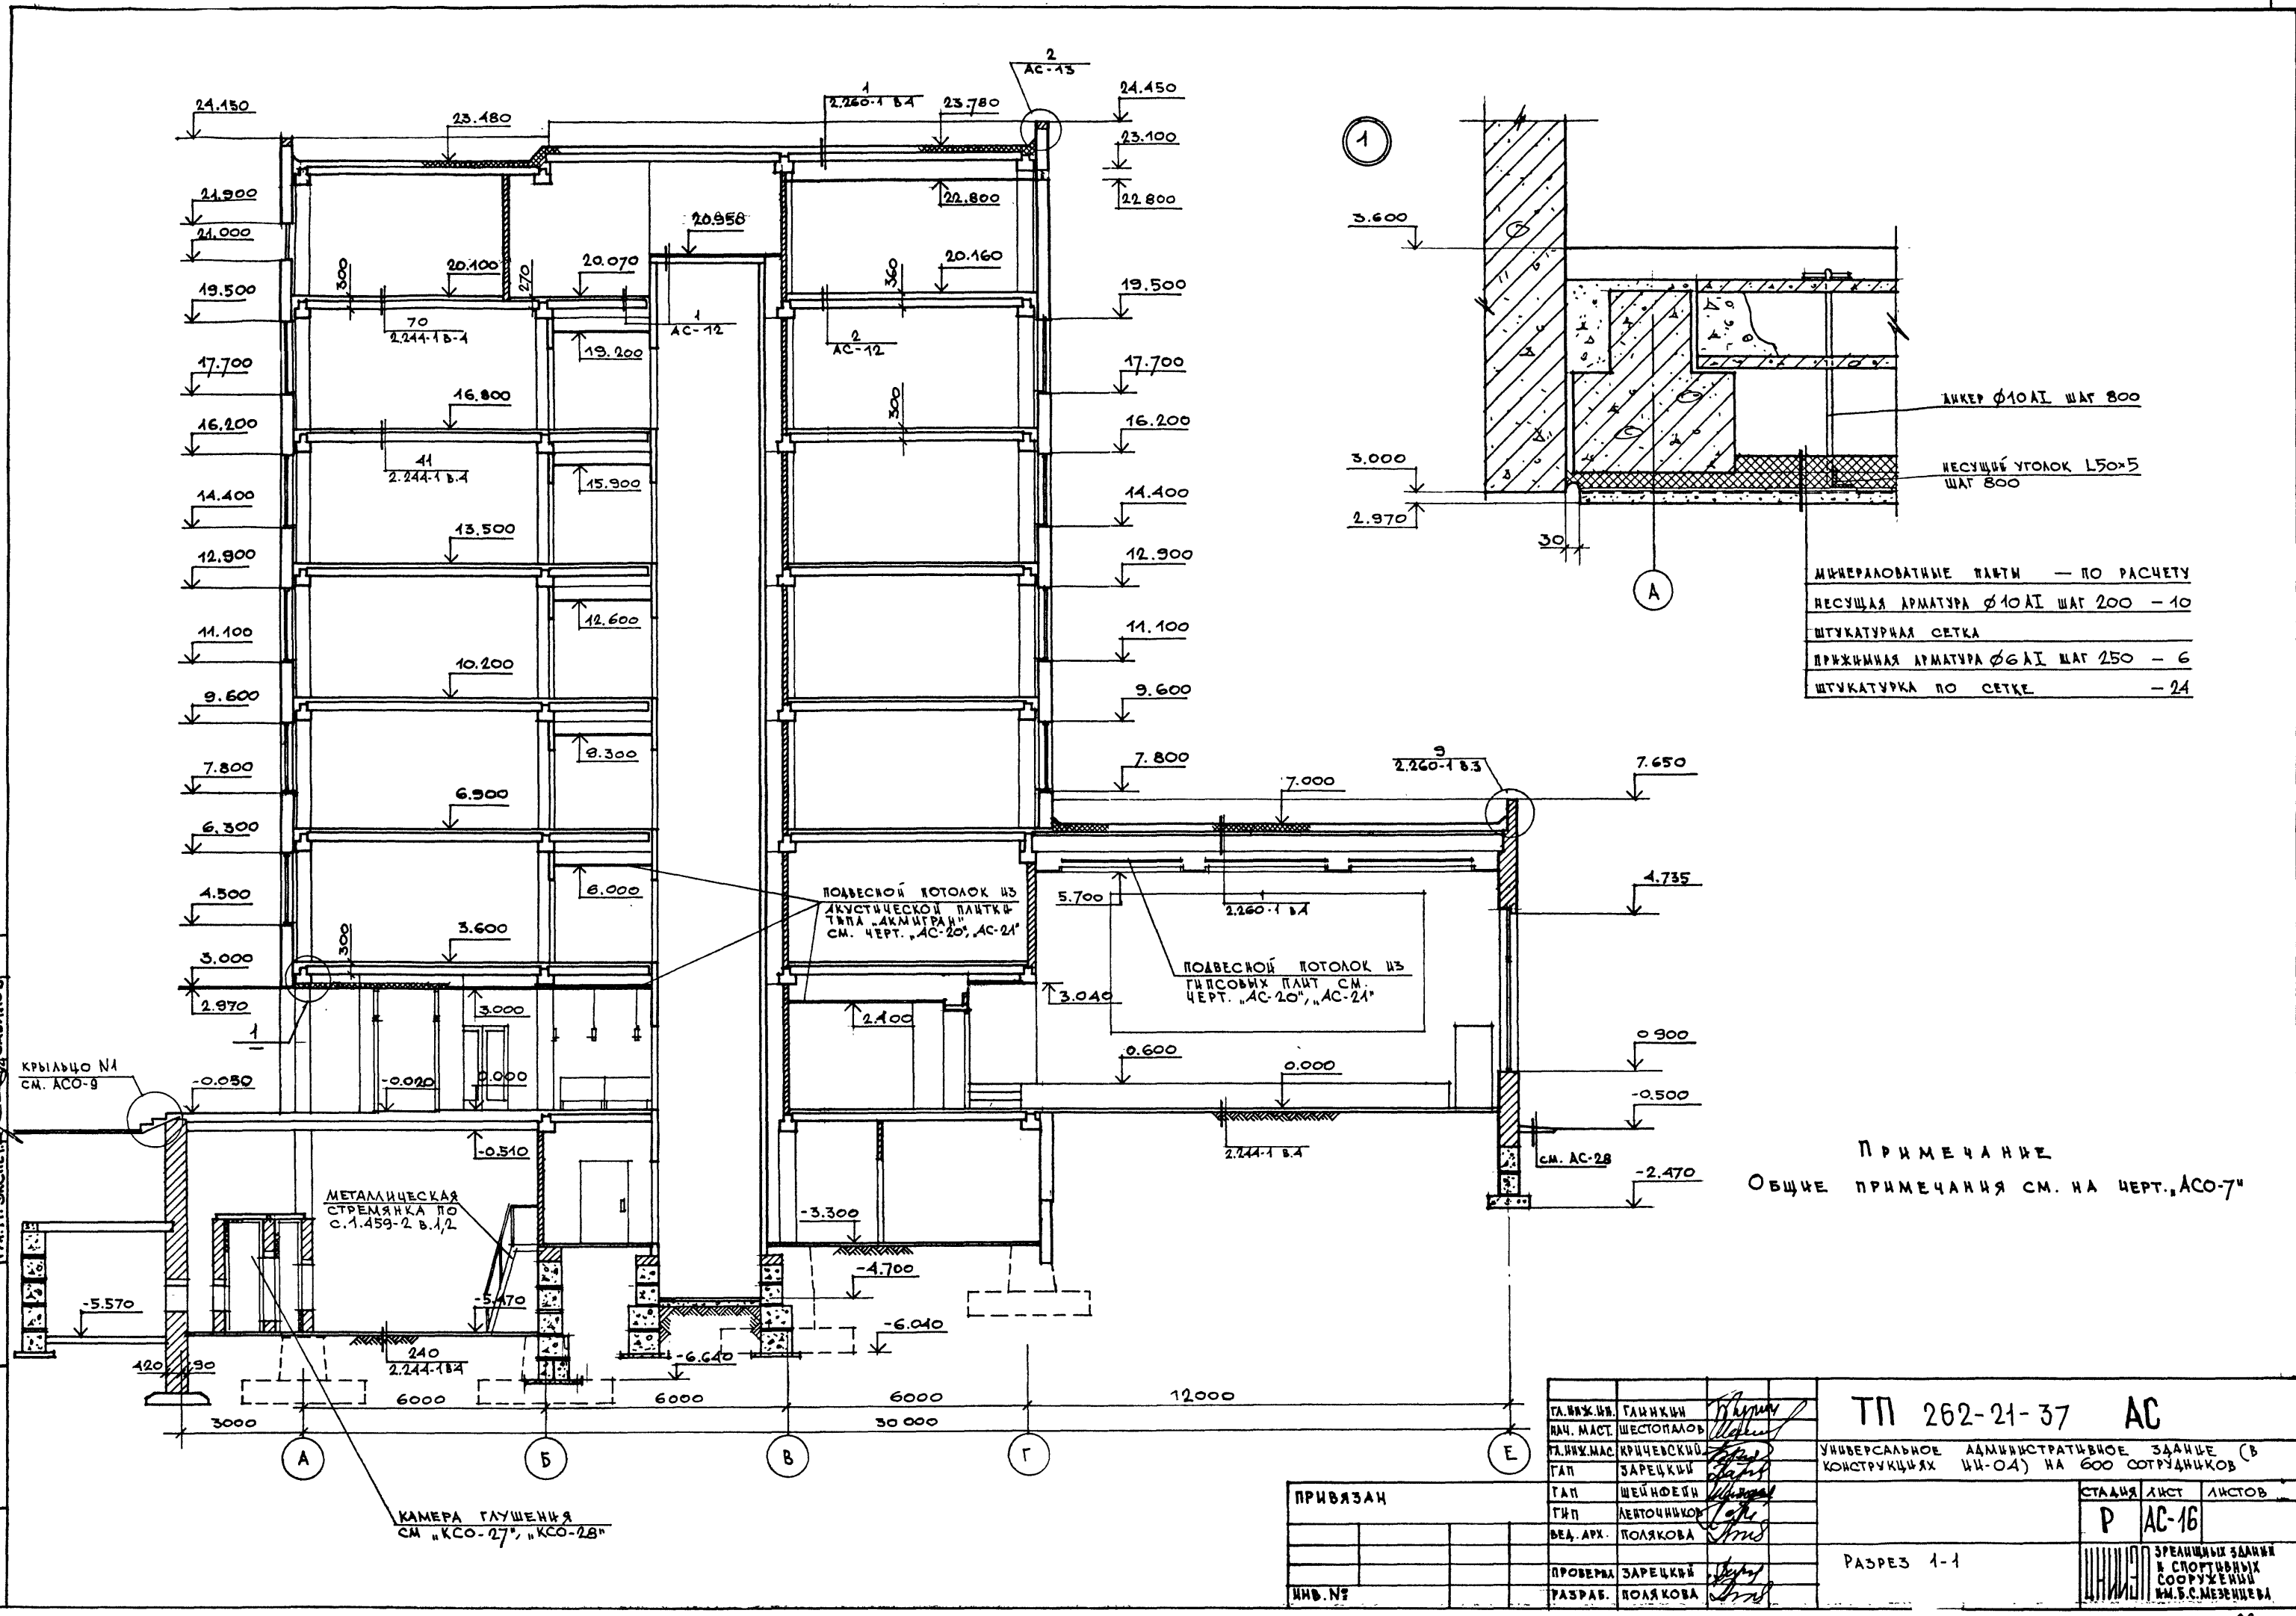 2
АС-13
1
2.260-1 В.4
24.150
23.480
23.780
24.450
23.100
22.800
22.800
21.900
21.000
20.958
20.100
20.070
20.160
300
270
360
19.500
19.500
70
2.244-1 В-4
1
АС-12
2
АС-12
19.200
17.700
17.700
16.800
300
16.200
16.200
41
2.244-1 В.4
15.900
14.400
14.400
13.500
12.900
12.900
12.600
11.100
11.100
10.200
9.600
9.600
9.300
7.800
7.800
6.900
7.000
9
2.260-1 В.3
7.650
6.300
6.000
ПОДВЕСНОЙ ПОТОЛОК ИЗ
АКУСТИЧЕСКОЙ ПЛИТКИ
ТИПА „АКМИГРАН"
СМ. ЧЕРТ. „АС-20", „АС-21"
5.700
1
2.260-1 В.4
4.735
4.500
3.600
300
3.000
2.970
1
3.000
2.400
3.040
ПОДВЕСНОЙ ПОТОЛОК ИЗ
ГИПСОВЫХ ПЛИТ СМ.
ЧЕРТ. „АС-20", „АС-21"
КРЫЛЬЦО N1
СМ. АСО-9
-0.050
-0.020
0.000
0.600
0.000
0.900
-0.500
-0.510
2.244-1 В.4
СМ. АС-28
-2.470
МЕТАЛЛИЧЕСКАЯ
СТРЕМЯНКА ПО
С.1.459-2 В.1,2
-3.300
-4.700
-5.570
-5.470
-6.040
240
2.244-1 В4
-6.640
120
90
6000
6000
6000
12000
3000
30 000
А
Б
В
Г
Е
КАМЕРА ГЛУШЕНИЯ
СМ „КСО-27", „КСО-28"
1
3.600
3.000
2.970
30
А
АНКЕР Ø10АI ШАГ 800
НЕСУЩИЙ УГОЛОК L50×5
ШАГ 800
МИНЕРАЛОВАТНЫЕ ПЛИТЫ — ПО РАСЧЕТУ
НЕСУЩАЯ АРМАТУРА Ø10АI ШАГ 200 – 10
ШТУКАТУРНАЯ СЕТКА
ПРИЖИМНАЯ АРМАТУРА Ø6АI ШАГ 250 – 6
ШТУКАТУРКА ПО СЕТКЕ – 24
ПРИМЕЧАНИЕ
ОБЩИЕ ПРИМЕЧАНИЯ СМ. НА ЧЕРТ. „АСО-7"
ПРИВЯЗАН
ИНВ. №
ГЛ.ИНЖ.ИН. ГЛИНКИН
НАЧ. МАСТ. ШЕСТОПАЛОВ
ГЛ.ИНЖ.МАС. КРИЧЕВСКИЙ
ГАП ЗАРЕЦКИЙ
ГАП ШЕЙНФЕЙН
ГИП ЛЕНТОЧНИКОВ
ВЕД. АРХ. ПОЛЯКОВА
ПРОВЕРИЛ ЗАРЕЦКИЙ
РАЗРАБ. ПОЛЯКОВА
ТП 262-21-37 АС
УНИВЕРСАЛЬНОЕ АДМИНИСТРАТИВНОЕ ЗДАНИЕ (В
КОНСТРУКЦИЯХ ИИ-04) НА 600 СОТРУДНИКОВ
СТАДИЯ ЛИСТ ЛИСТОВ
Р АС-16
РАЗРЕЗ 1-1
ЦНИИЭП
ЗРЕЛИЩНЫХ ЗДАНИЙ
И СПОРТИВНЫХ
СООРУЖЕНИЙ
ИМ.Б.С.МЕЗЕНЦЕВА